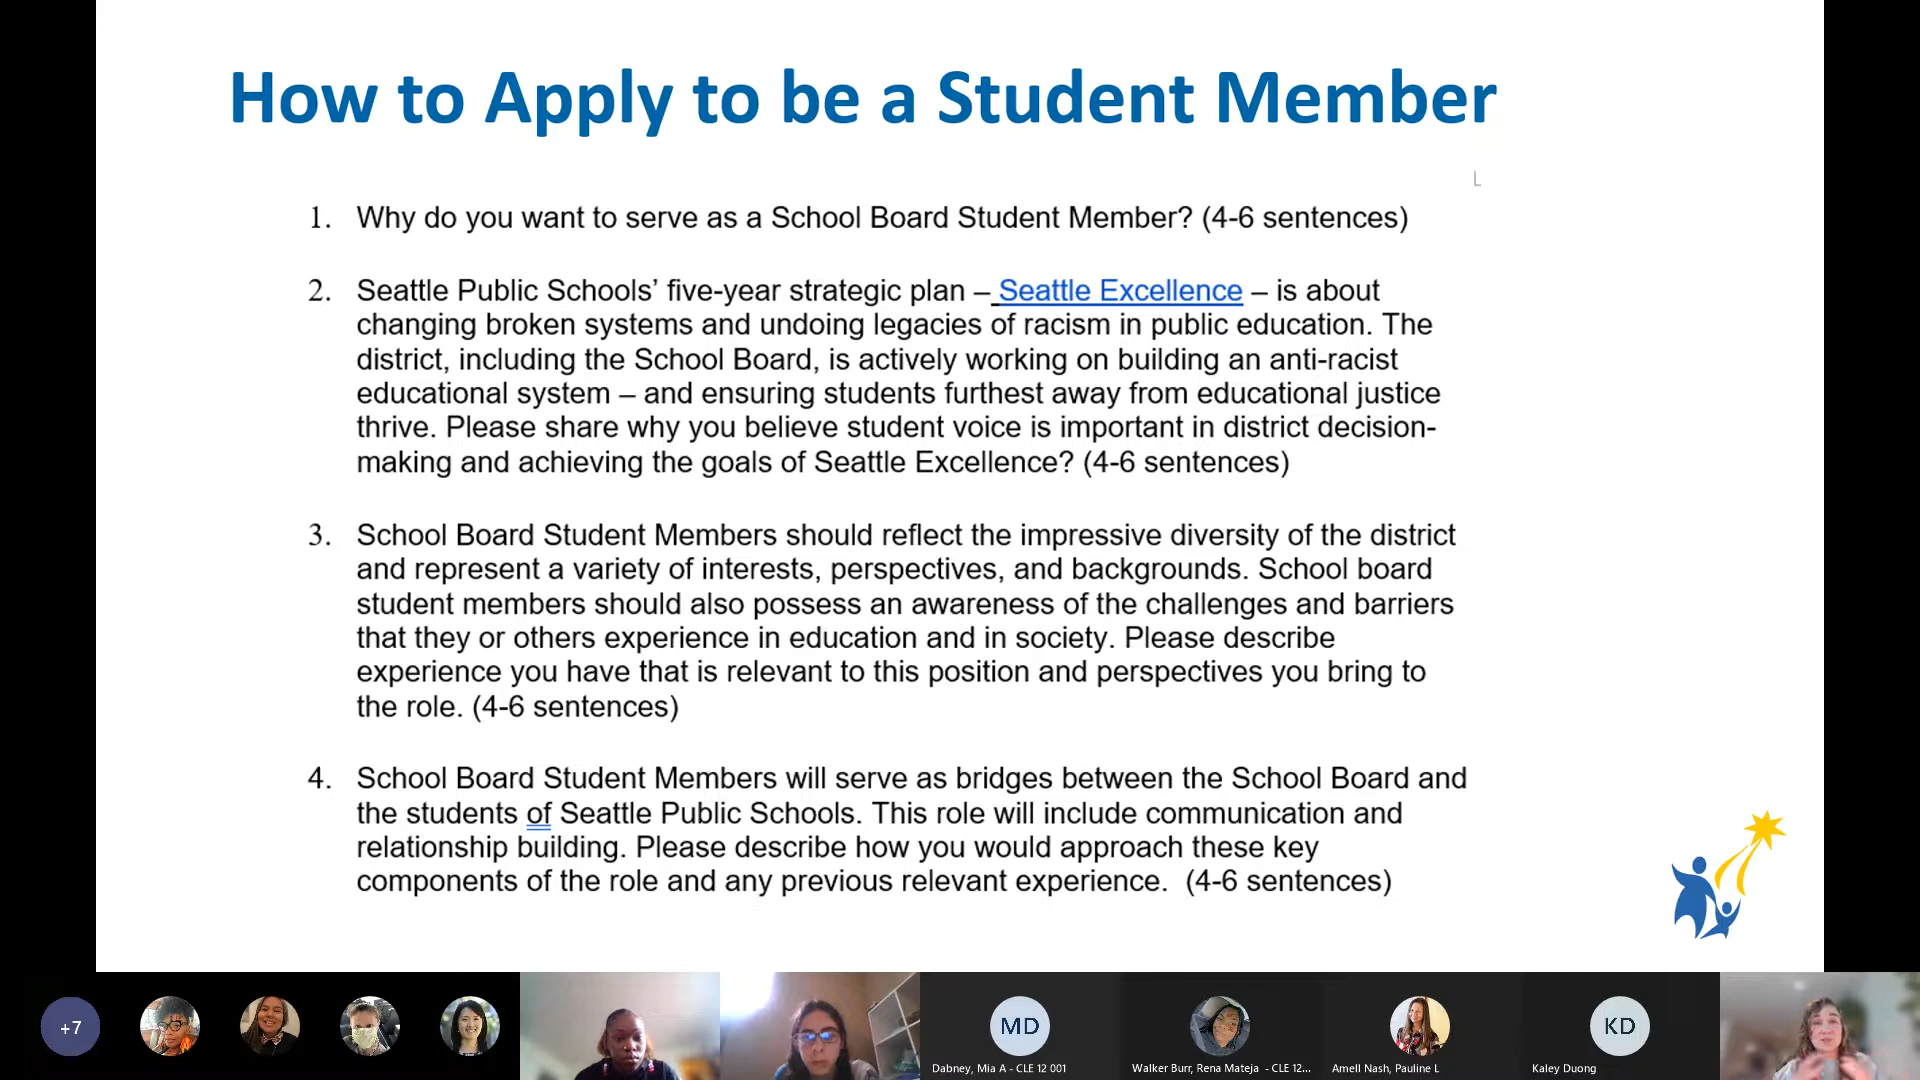 How to Apply to be a Student Member
1. Why do you want to serve as a School Board Student Member? (4-6 sentences)
2. Seattle Public Schools’ five-year strategic plan – Seattle Excellence – is about
changing broken systems and undoing legacies of racism in public education. The
district, including the School Board, is actively working on building an anti-racist
educational system – and ensuring students furthest away from educational justice
thrive. Please share why you believe student voice is important in district decision-
making and achieving the goals of Seattle Excellence? (4-6 sentences)
3. School Board Student Members should reflect the impressive diversity of the district
and represent a variety of interests, perspectives, and backgrounds. School board
student members should also possess an awareness of the challenges and barriers
that they or others experience in education and in society. Please describe
experience you have that is relevant to this position and perspectives you bring to
the role. (4-6 sentences)
4. School Board Student Members will serve as bridges between the School Board and
the students of Seattle Public Schools. This role will include communication and
relationship building. Please describe how you would approach these key
components of the role and any previous relevant experience. (4-6 sentences)
+7
MD
KD
Dabney, Mia A - CLE 12 001
Walker Burr, Rena Mateja - CLE 12...
Amell Nash, Pauline L
Kaley Duong